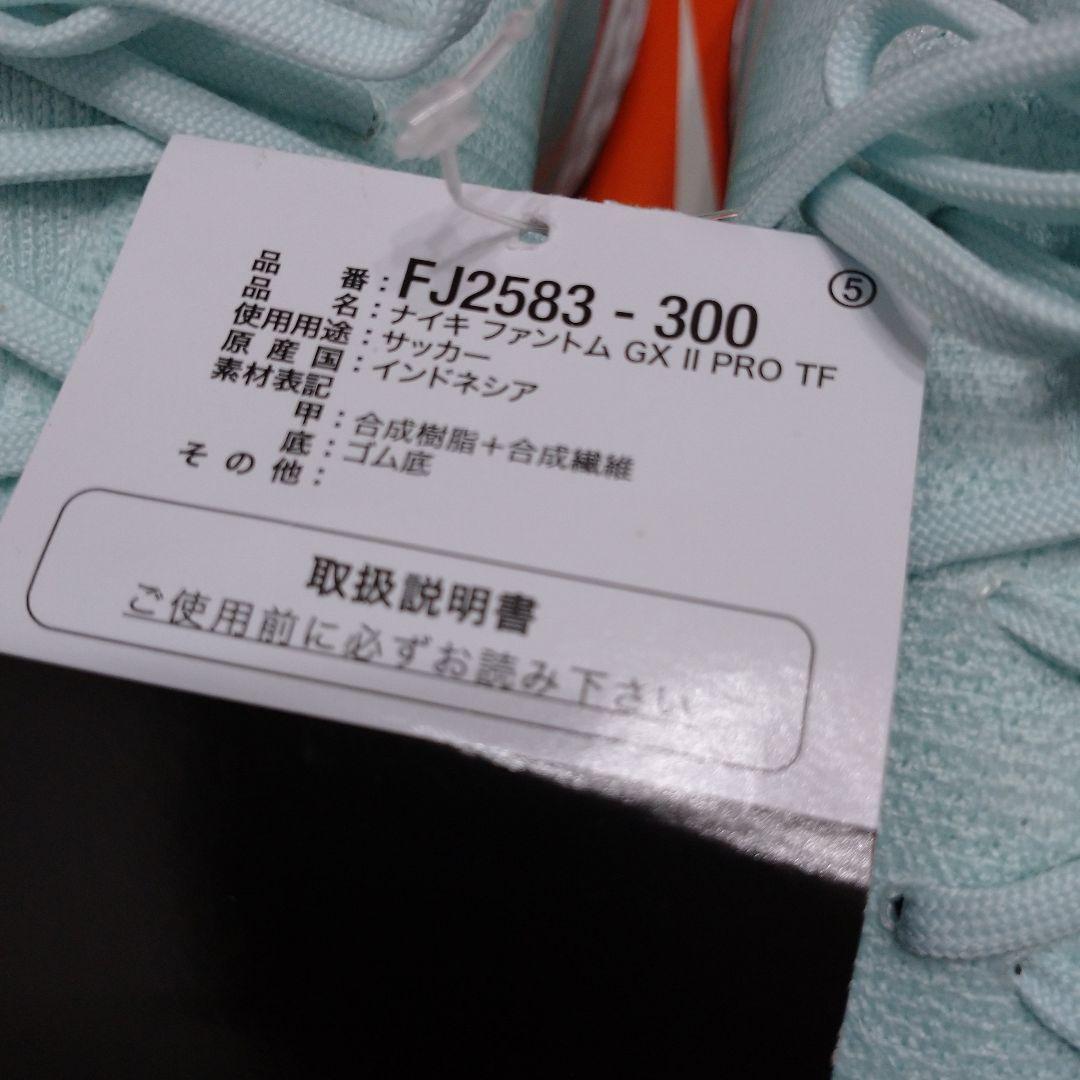 ⑤
品番：FJ2583 - 300
品名：ナイキ ファントム GX II PRO TF
使用用途：サッカー
原産国：インドネシア
素材表記
甲：合成樹脂＋合成繊維
底：ゴム底
その他：
取扱説明書
ご使用前に必ずお読み下さい